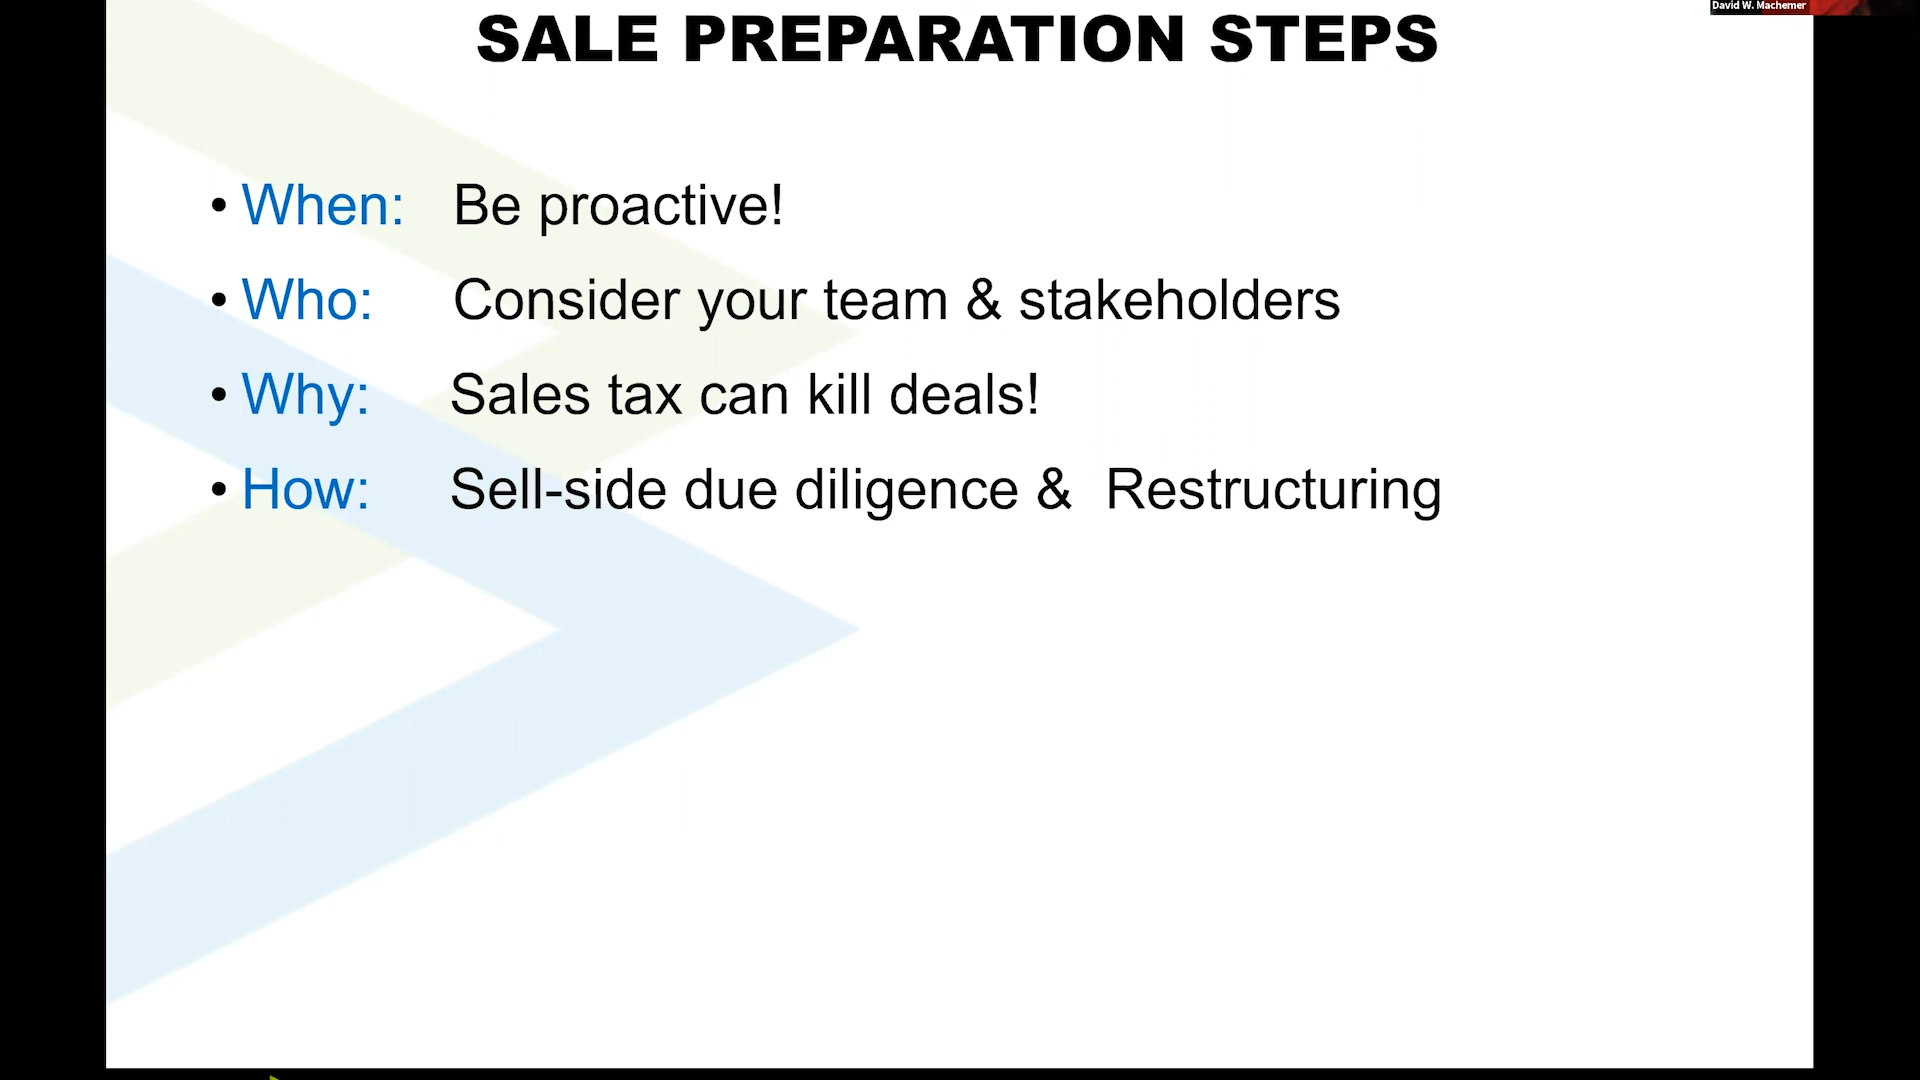 David W. Machemer
SALE PREPARATION STEPS
• When: Be proactive!
• Who: Consider your team & stakeholders
• Why: Sales tax can kill deals!
• How: Sell-side due diligence & Restructuring